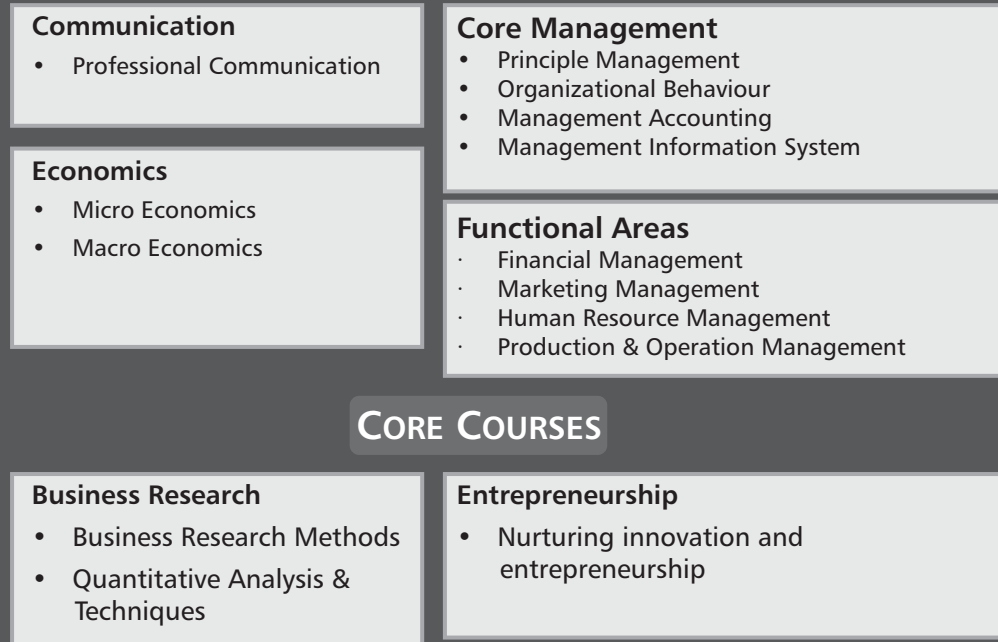 Communication
• Professional Communication
Economics
• Micro Economics
• Macro Economics
Core Management
• Principle Management
• Organizational Behaviour
• Management Accounting
• Management Information System
Functional Areas
· Financial Management
· Marketing Management
· Human Resource Management
· Production & Operation Management
CORE COURSES
Business Research
• Business Research Methods
• Quantitative Analysis &
Techniques
Entrepreneurship
• Nurturing innovation and
entrepreneurship